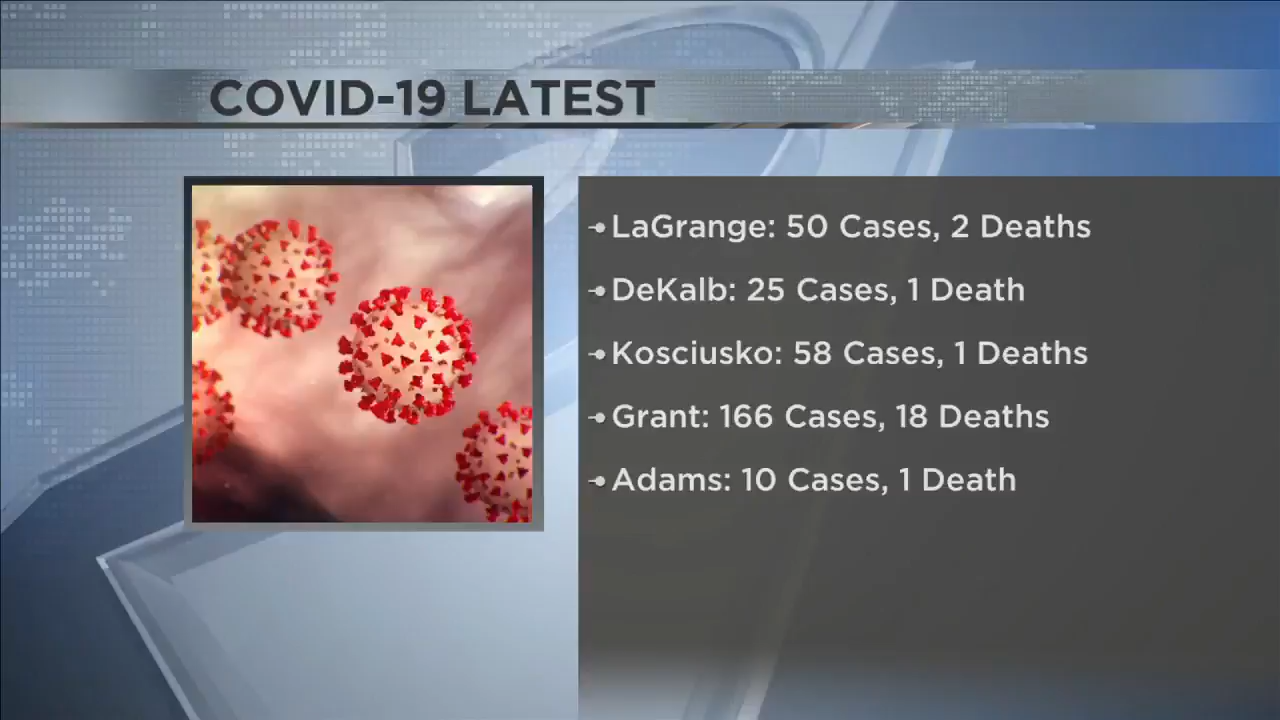 COVID-19 LATEST
LaGrange: 50 Cases, 2 Deaths
DeKalb: 25 Cases, 1 Death
Kosciusko: 58 Cases, 1 Deaths
Grant: 166 Cases, 18 Deaths
Adams: 10 Cases, 1 Death